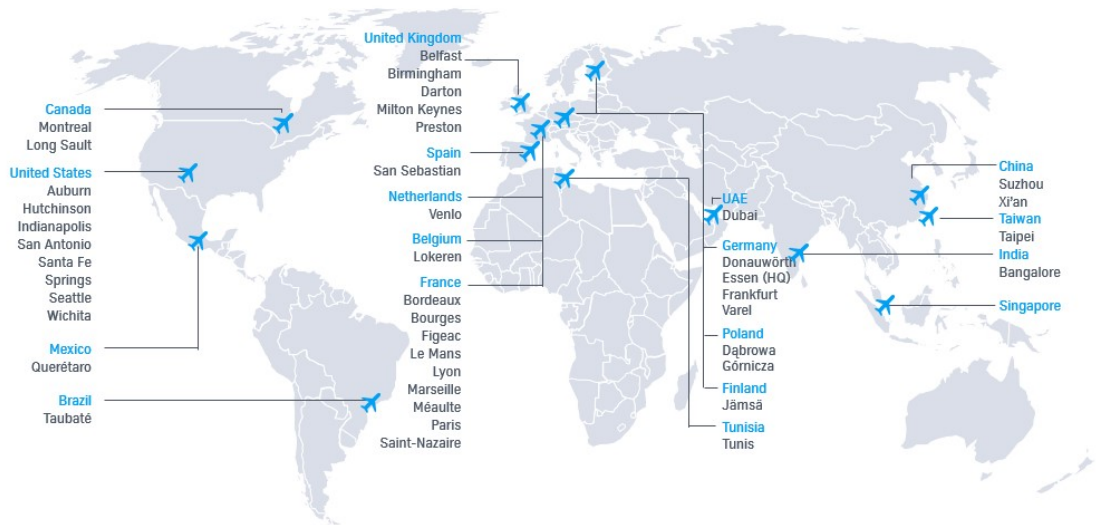 Canada
Montreal
Long Sault
United States
Auburn
Hutchinson
Indianapolis
San Antonio
Santa Fe
Springs
Seattle
Wichita
Mexico
Querétaro
Brazil
Taubaté
United Kingdom
Belfast
Birmingham
Darton
Milton Keynes
Preston
Spain
San Sebastian
Netherlands
Venlo
Belgium
Lokeren
France
Bordeaux
Bourges
Figeac
Le Mans
Lyon
Marseille
Méaulte
Paris
Saint-Nazaire
UAE
Dubai
Germany
Donauwörth
Essen (HQ)
Frankfurt
Varel
Poland
Dąbrowa
Górnicza
Finland
Jämsä
Tunisia
Tunis
China
Suzhou
Xi'an
Taiwan
Taipei
India
Bangalore
Singapore